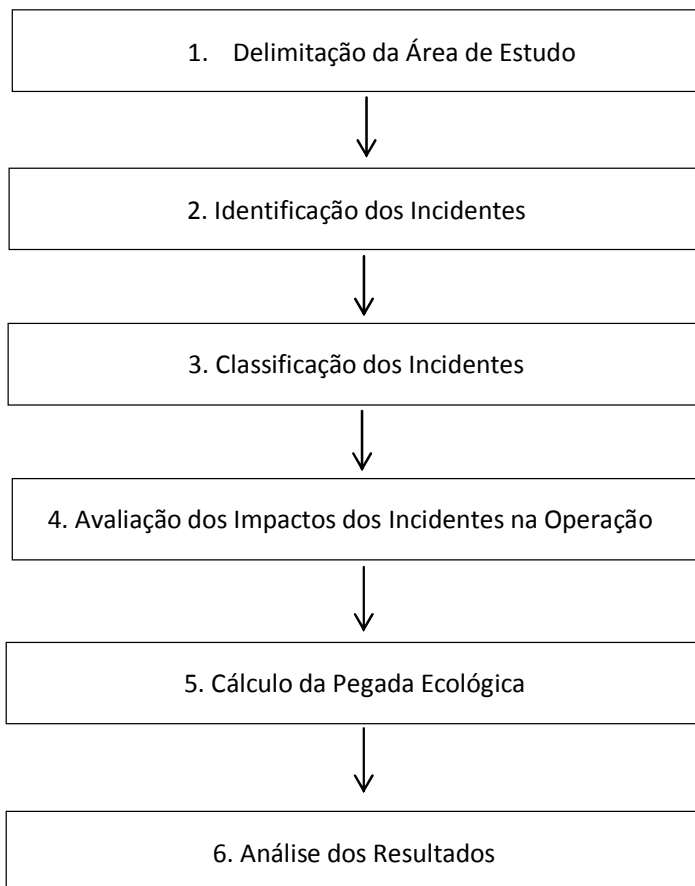 1. Delimitação da Área de Estudo
2. Identificação dos Incidentes
3. Classificação dos Incidentes
4. Avaliação dos Impactos dos Incidentes na Operação
5. Cálculo da Pegada Ecológica
6. Análise dos Resultados